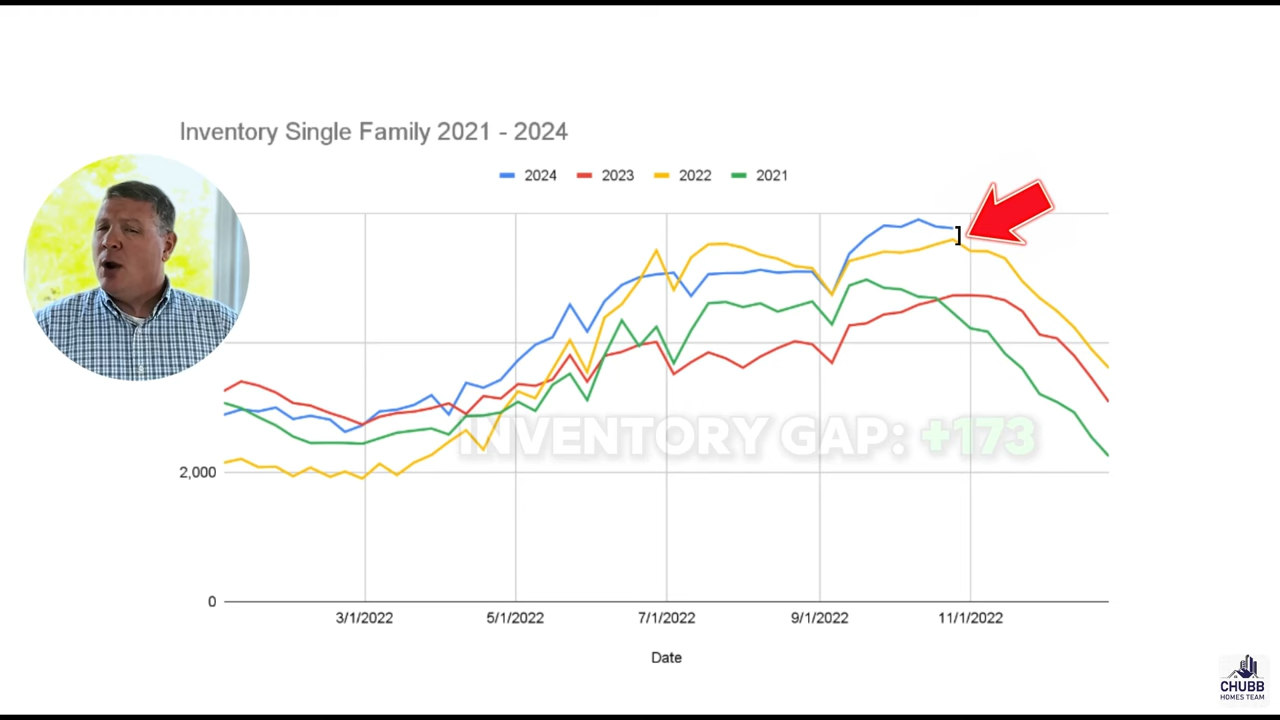 Inventory Single Family 2021 - 2024
2024 2023 2022 2021
INVENTORY GAP: +173
2,000
0
3/1/2022 5/1/2022 7/1/2022 9/1/2022 11/1/2022
Date
CHUBB
HOMES TEAM